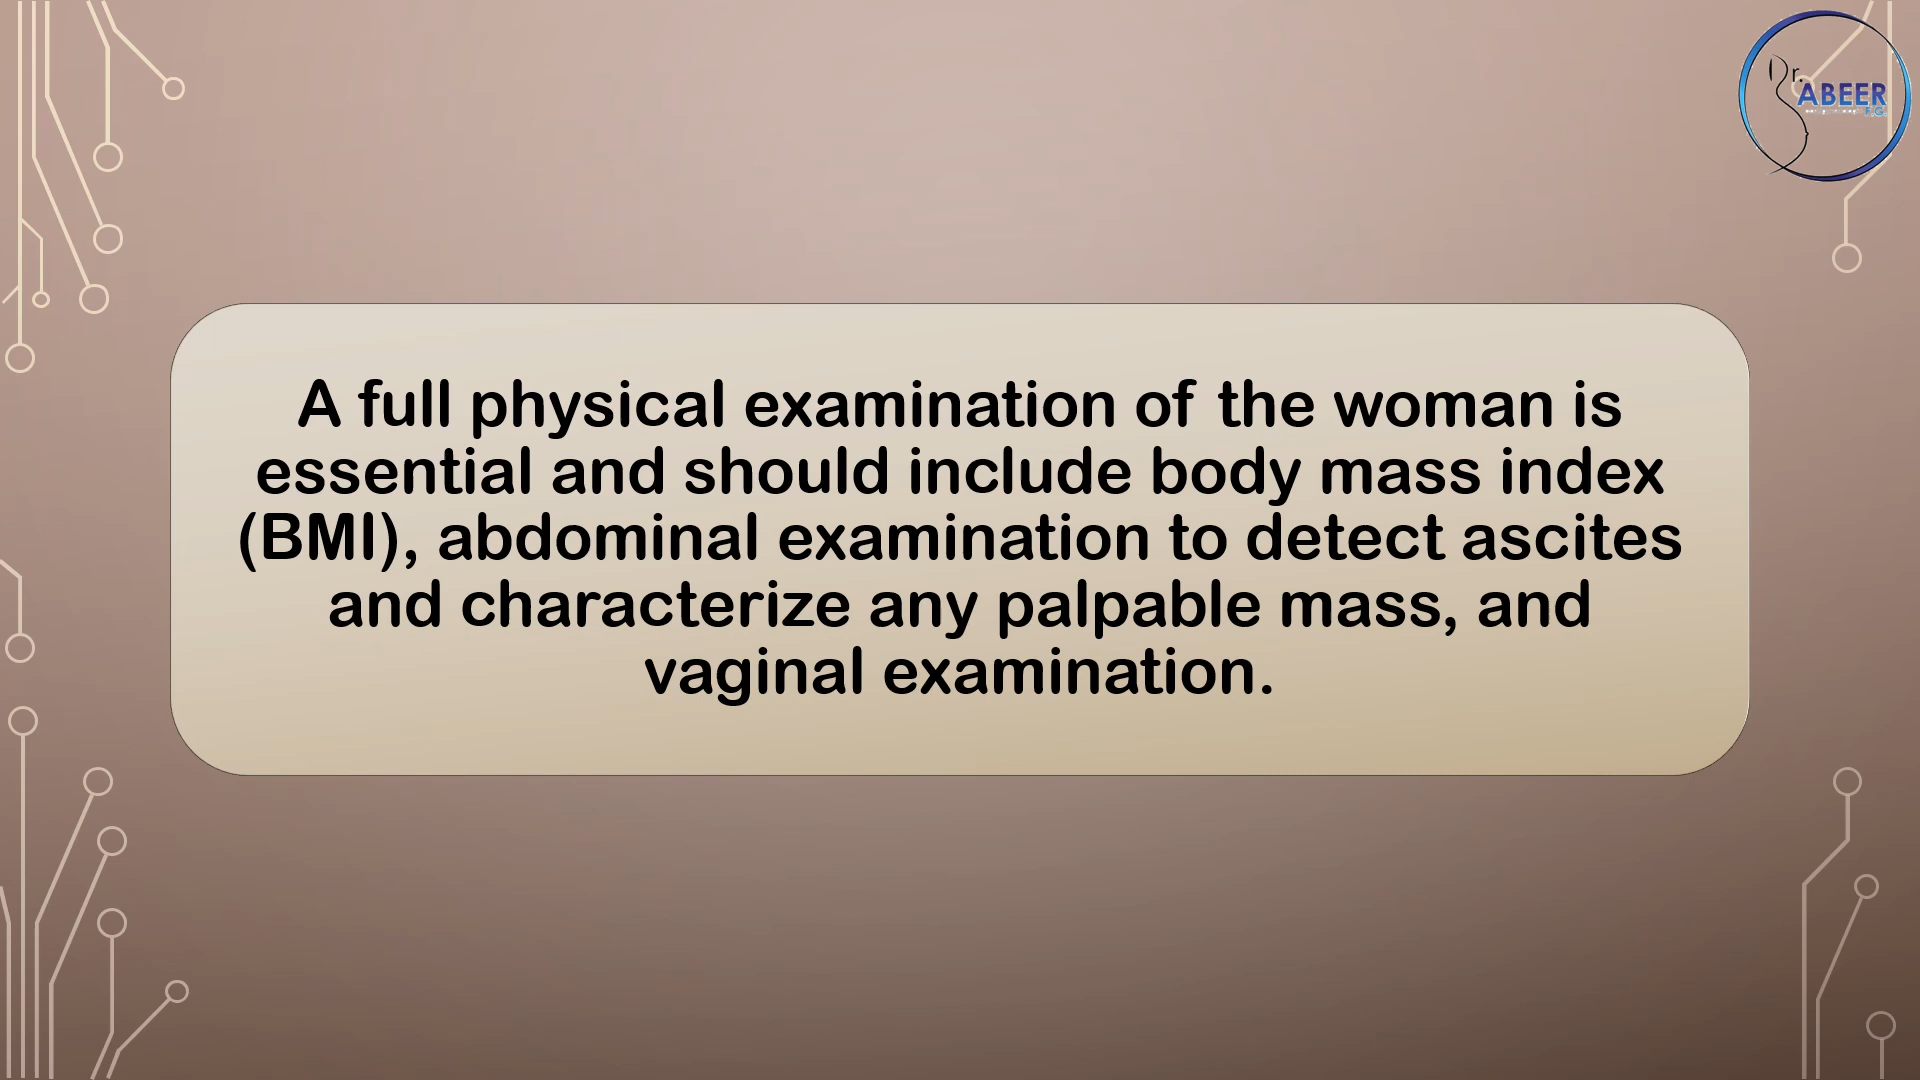 Dr.
ABEER
F.G.
A full physical examination of the woman is
essential and should include body mass index
(BMI), abdominal examination to detect ascites
and characterize any palpable mass, and
vaginal examination.